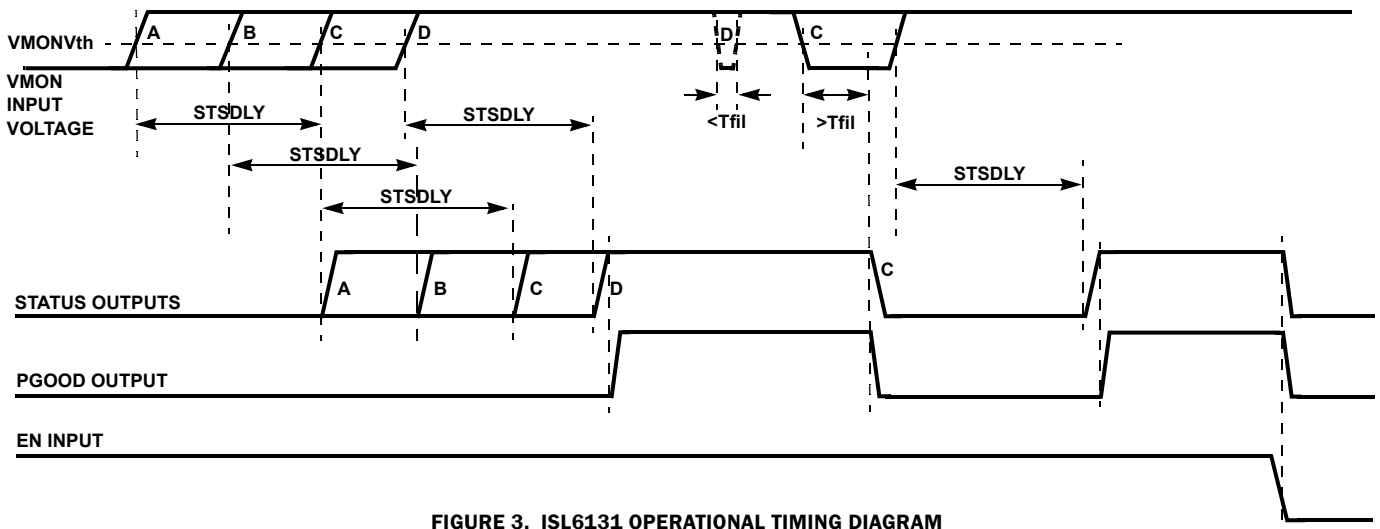 A B C D D C
VMONVth
VMON
INPUT
VOLTAGE
STSDLY STSDLY
<Tfil >Tfil
STSDLY
STSDLY
STSDLY
A B C D C
STATUS OUTPUTS
PGOOD OUTPUT
EN INPUT
FIGURE 3. ISL6131 OPERATIONAL TIMING DIAGRAM